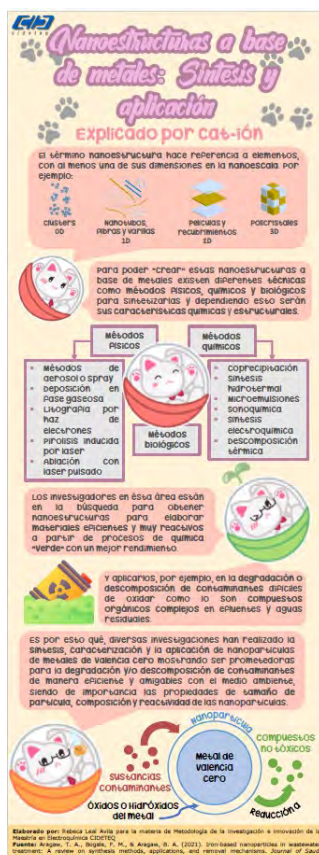 CIDETEQ
Nanoestructuras a base
de metales: Síntesis y
aplicación
Explicado por Cat-ión
El término nanoestructura hace referencia a elementos,
con al menos una de sus dimensiones en la nanoescala. Por
ejemplo:
Clusters
0D
Nanotubos,
fibras y varillas
1D
Películas y
recubrimientos
2D
Policristales
3D
Para poder "crear" estas nanoestructuras a
base de metales existen diferentes técnicas
como métodos físicos, químicos y biológicos
para sintetizarlas y dependiendo esto serán
sus características químicas y estructurales.
Métodos
físicos
Métodos
químicos
Métodos
biológicos
• Métodos de
aerosol o spray
• Deposición en
fase gaseosa
• Litografía por
haz de
electrones
• Pirólisis inducida
por laser
• Ablación con
laser pulsado
• Coprecipitación
• Síntesis
hidrotermal
• Microemulsiones
• Sonoquímica
• Síntesis
electroquímica
• Descomposición
térmica
Los investigadores en ésta área están
en la búsqueda para obtener
nanoestructuras para elaborar
materiales eficientes y muy reactivos
a partir de procesos de química
"verde" con un mejor rendimiento.
Y aplicarlos, por ejemplo, en la degradación o
descomposición de contaminantes difíciles
de oxidar como lo son compuestos
orgánicos complejos en efluentes y aguas
residuales.
Es por esto qué, diversas investigaciones han realizado la
síntesis, caracterización y la aplicación de nanopartículas
de metales de valencia cero mostrando ser prometedoras
para la degradación y/o descomposición de contaminantes
de manera eficiente y amigables con el medio ambiente,
siendo de importancia las propiedades de tamaño de
partícula, composición y reactividad de las nanopartículas.
Nanopartícula
Metal de
valencia
cero
Sustancias
contaminantes
Compuestos
no tóxicos
Óxidos o Hidróxidos
del metal
Elaborado por: Rebeca Leal Avila para la materia de Metodología de la Investigación e Innovación de la
Maestría en Electroquímica CIDETEQ
Fuente: Aragaw, T. A., Bogale, F. M., & Aragaw, B. A. (2021). Iron-based nanoparticles in wastewater
treatment: A review on synthesis methods, applications, and removal mechanisms. Journal of Saudi